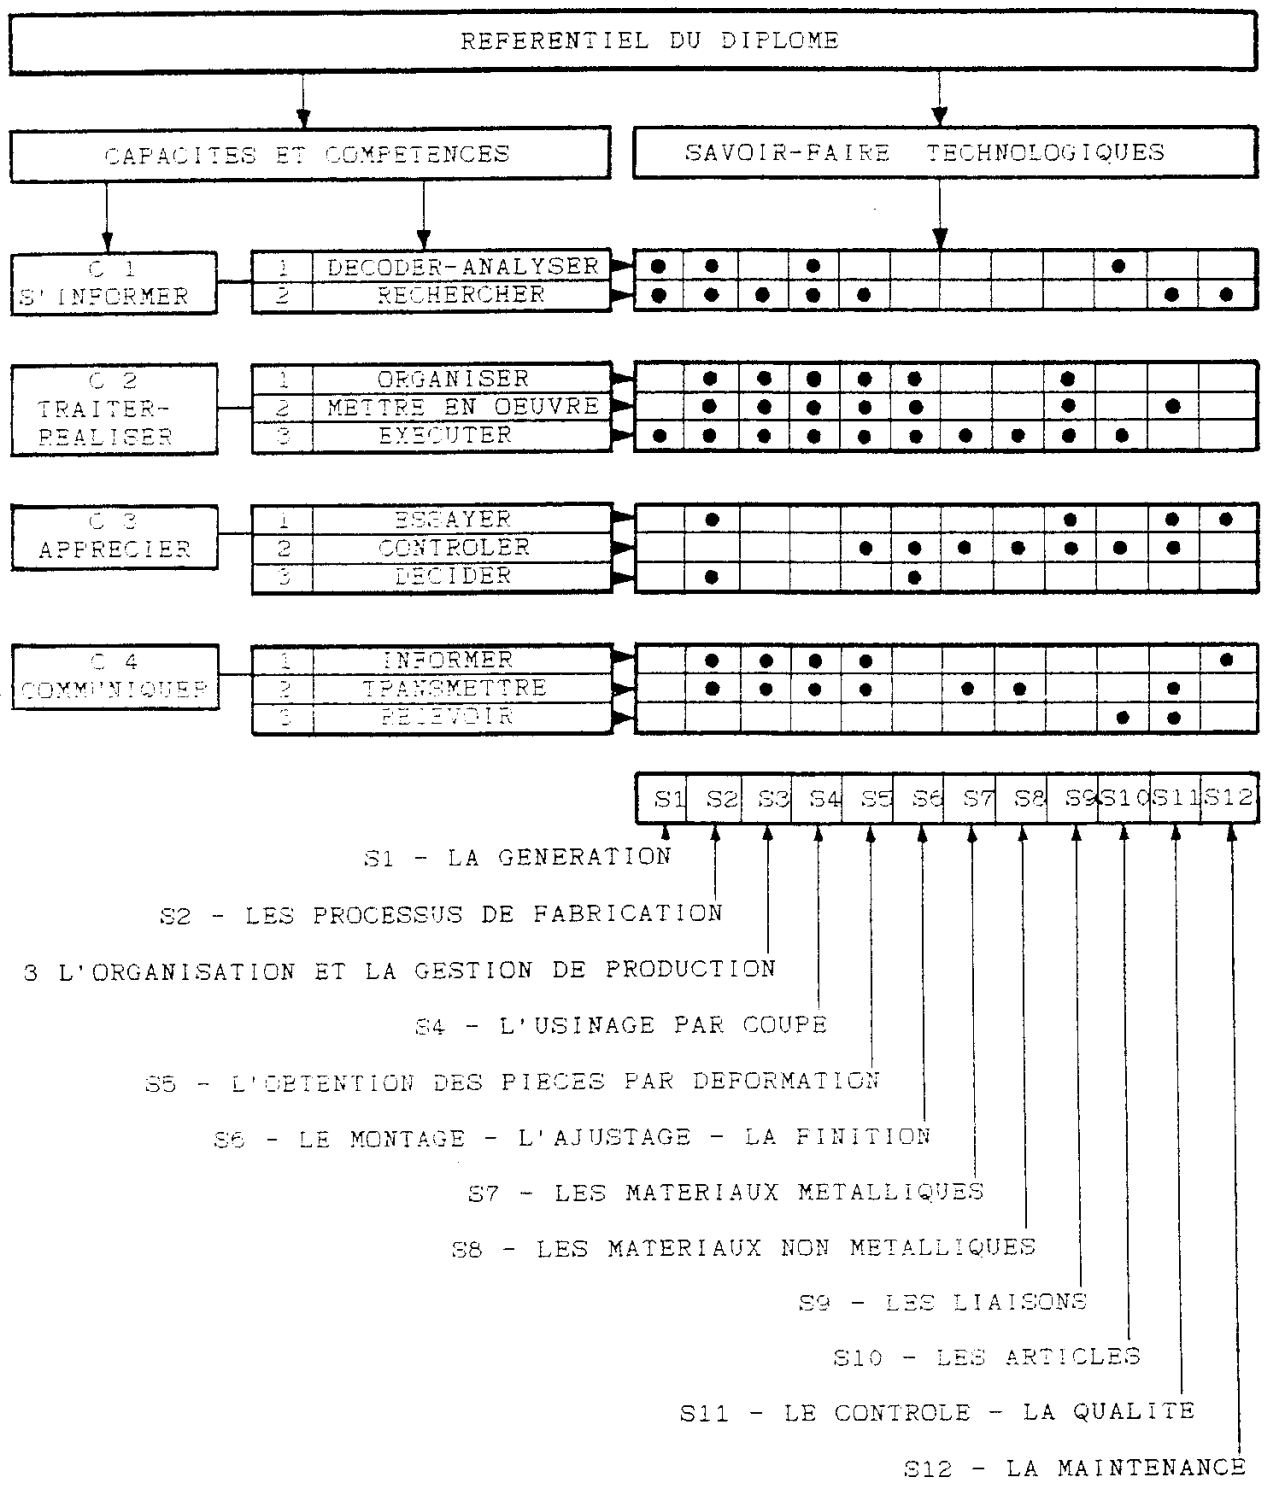 REFERENTIEL DU DIPLOME
CAPACITES ET COMPETENCES
SAVOIR-FAIRE TECHNOLOGIQUES
C 1
S'INFORMER
1 DECODER-ANALYSER
2 RECHERCHER
C 2
TRAITER-
REALISER
1 ORGANISER
2 METTRE EN OEUVRE
3 EXECUTER
C 3
APPRECIER
1 ESSAYER
2 CONTROLER
3 DECIDER
C 4
COMMUNIQUER
1 INFORMER
2 TRANSMETTRE
3 RECEVOIR
S1 S2 S3 S4 S5 S6 S7 S8 S9 S10 S11 S12
S1 - LA GENERATION
S2 - LES PROCESSUS DE FABRICATION
3 L'ORGANISATION ET LA GESTION DE PRODUCTION
S4 - L'USINAGE PAR COUPE
S5 - L'OBTENTION DES PIECES PAR DEFORMATION
S6 - LE MONTAGE - L'AJUSTAGE - LA FINITION
S7 - LES MATERIAUX METALLIQUES
S8 - LES MATERIAUX NON METALLIQUES
S9 - LES LIAISONS
S10 - LES ARTICLES
S11 - LE CONTROLE - LA QUALITE
S12 - LA MAINTENANCE